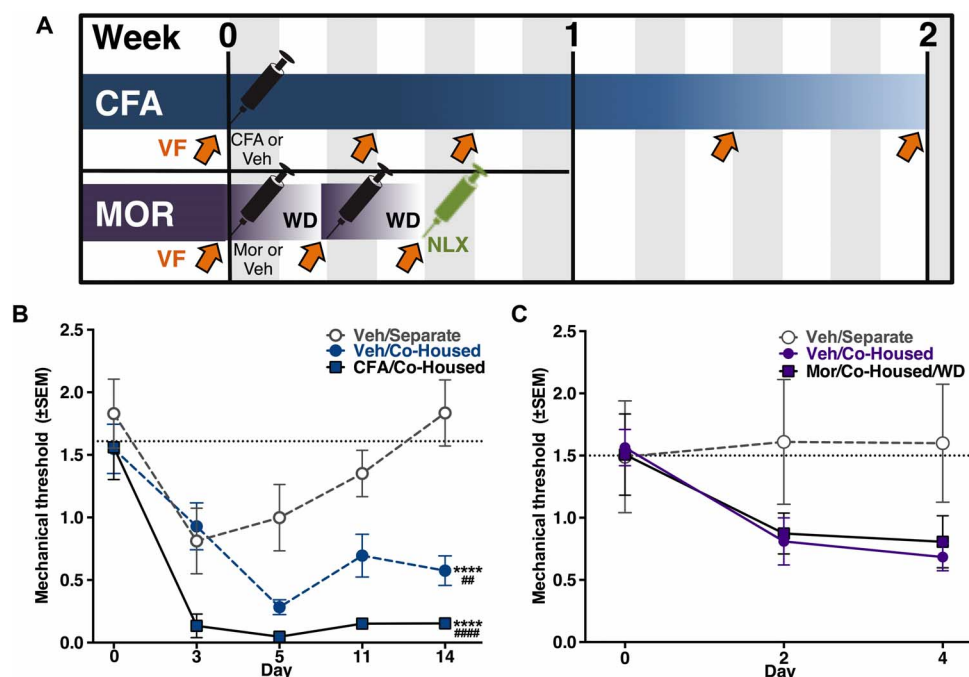 A
Week 0 1 2
CFA
VF
CFA or
Veh
MOR
WD
WD
VF
Mor or
Veh
NLX
B
Veh/Separate
Veh/Co-Housed
CFA/Co-Housed
Mechanical threshold (±SEM)
2.5
2.0
1.5
1.0
0.5
0.0
****
##
****
####
0 3 5 11 14
Day
C
Veh/Separate
Veh/Co-Housed
Mor/Co-Housed/WD
Mechanical threshold (±SEM)
2.5
2.0
1.5
1.0
0.5
0.0
0 2 4
Day